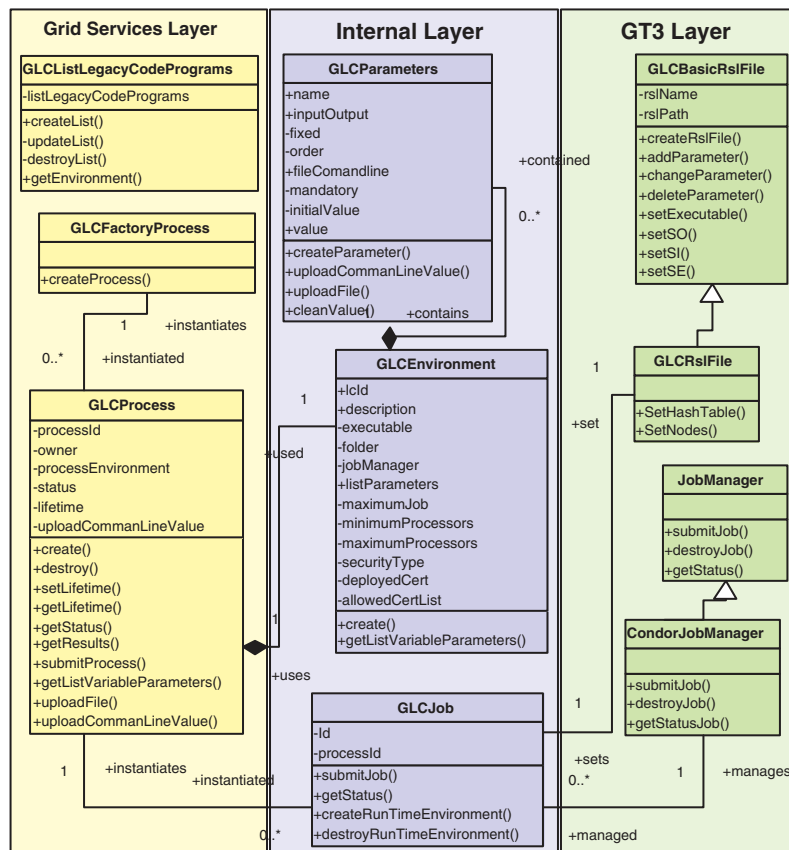 Grid Services Layer
GLCListLegacyCodePrograms
-listLegacyCodePrograms
+createList()
-updateList()
-destroyList()
+getEnvironment()
GLCFactoryProcess
+createProcess()
1
+instantiates
0..*
+instantiated
GLCProcess
-processId
-owner
-processEnvironment
-status
-lifetime
-uploadCommanLineValue
+create()
+destroy()
+setLifetime()
+getLifetime()
+getStatus()
+getResults()
+submitProcess()
+getListVariableParameters()
+uploadFile()
+uploadCommanLineValue()
1
+instantiates
+instantiated
0..*
Internal Layer
GLCParameters
+name
+inputOutput
-fixed
-order
+fileComandline
-mandatory
-initialValue
+value
+createParameter()
+uploadCommanLineValue()
+uploadFile()
+cleanValue()
+contained
0..*
+contains
1
GLCEnvironment
+lcId
+description
-executable
-folder
-jobManager
+listParameters
-maximumJob
-minimumProcessors
-maximumProcessors
-securityType
-deployedCert
-allowedCertList
+create()
+getListVariableParameters()
1
+used
1
+uses
GLCJob
-Id
-processId
+submitJob()
+getStatus()
+createRunTimeEnvironment()
+destroyRunTimeEnvironment()
GT3 Layer
GLCBasicRslFile
-rslName
-rslPath
+createRslFile()
+addParameter()
+changeParameter()
+deleteParameter()
+setExecutable()
+setSO()
+setSI()
+setSE()
GLCRslFile
+SetHashTable()
+SetNodes()
1
+set
JobManager
+submitJob()
+destroyJob()
+getStatus()
CondorJobManager
+submitJob()
+destroyJob()
+getStatusJob()
1
+sets
0..*
1
+manages
+managed